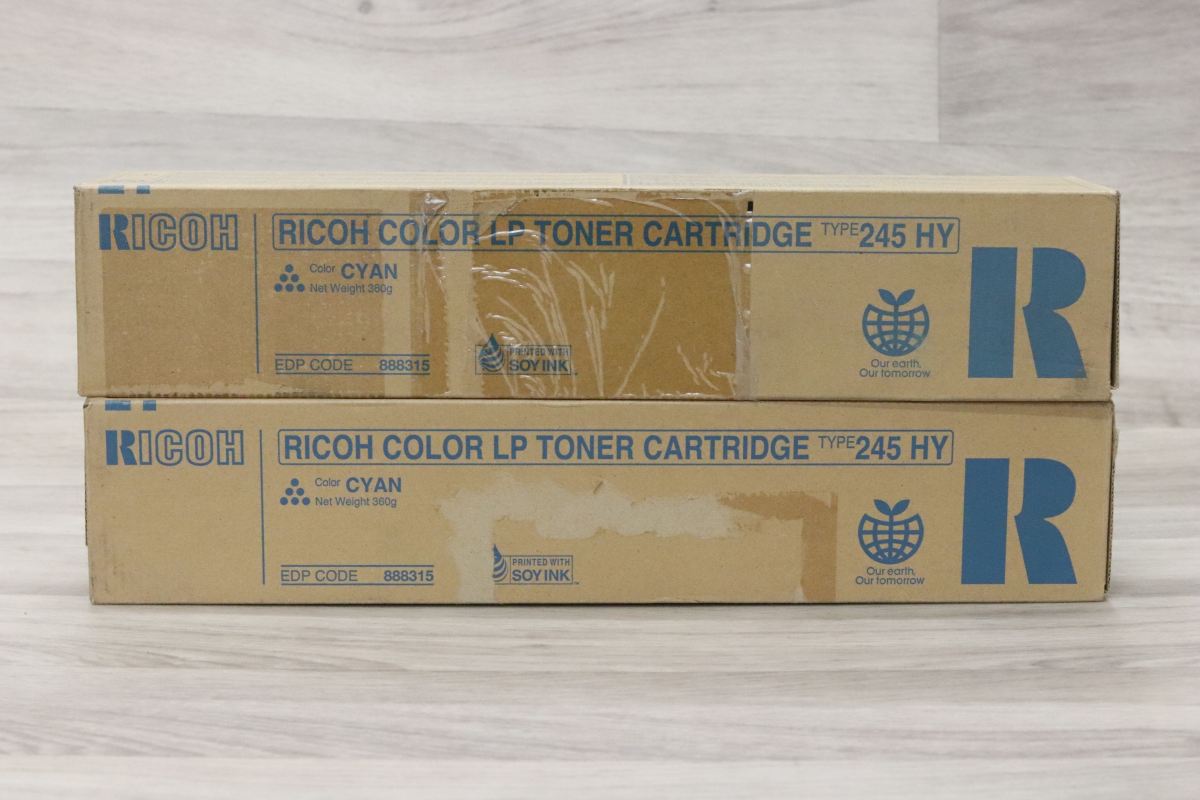 RICOH
RICOH COLOR LP TONER CARTRIDGE TYPE 245 HY
Color CYAN
Net Weight 360g
EDP CODE 888315
PRINTED WITH
SOY INK
Our earth,
Our tomorrow
R
RICOH
RICOH COLOR LP TONER CARTRIDGE TYPE 245 HY
Color CYAN
Net Weight 360g
EDP CODE 888315
PRINTED WITH
SOY INK
Our earth,
Our tomorrow
R